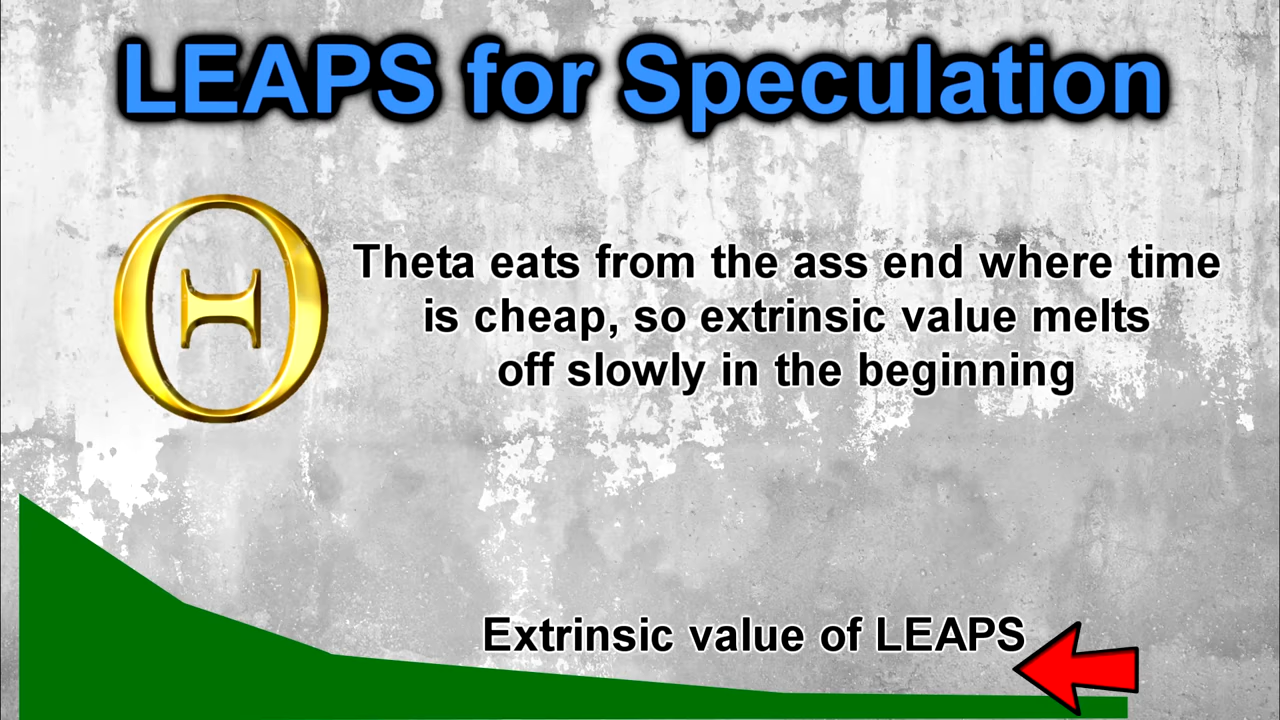 LEAPS for Speculation
Θ
Theta eats from the ass end where time
is cheap, so extrinsic value melts
off slowly in the beginning
Extrinsic value of LEAPS